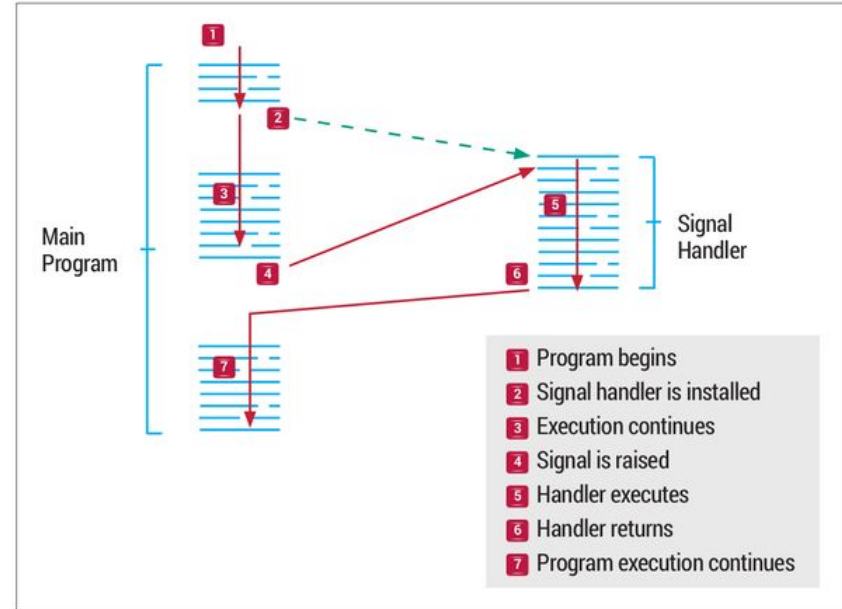 1
2
3
Main
Program
4
5
Signal
Handler
6
7
1 Program begins
2 Signal handler is installed
3 Execution continues
4 Signal is raised
5 Handler executes
6 Handler returns
7 Program execution continues